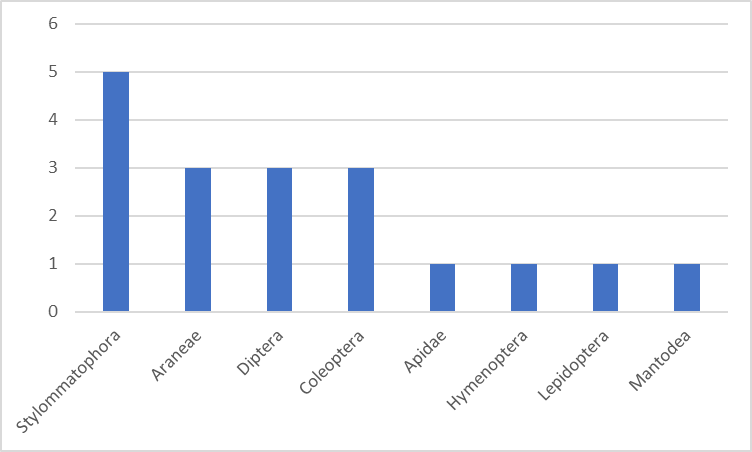 6
5
4
3
2
1
0
Stylommatophora
Araneae
Diptera
Coleoptera
Apidae
Hymenoptera
Lepidoptera
Mantodea